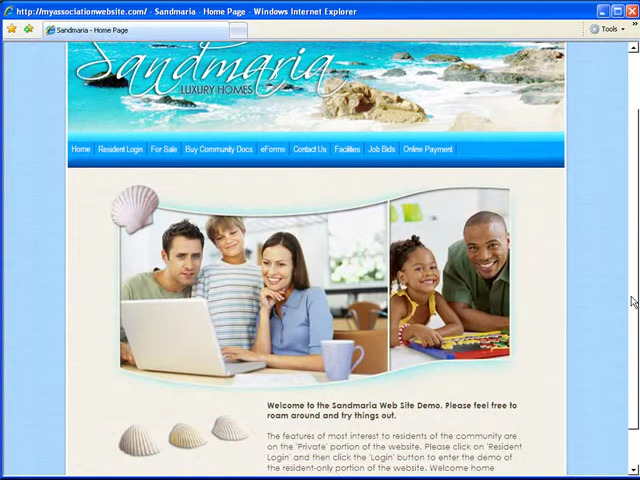 http://myassociationwebsite.com/ - Sandmaria - Home Page - Windows Internet Explorer
Sandmaria - Home Page
Tools
Sandmaria
LUXURY HOMES
Home Resident Login For Sale Buy Community Docs eForms Contact Us Facilities Job Bids Online Payment
Welcome to the Sandmaria Web Site Demo. Please feel free to
roam around and try things out.
The features of most interest to residents of the community are
on the 'Private' portion of the website. Please click on 'Resident
Login' and then click the 'Login' button to enter the demo of
the resident-only portion of the website. Welcome home